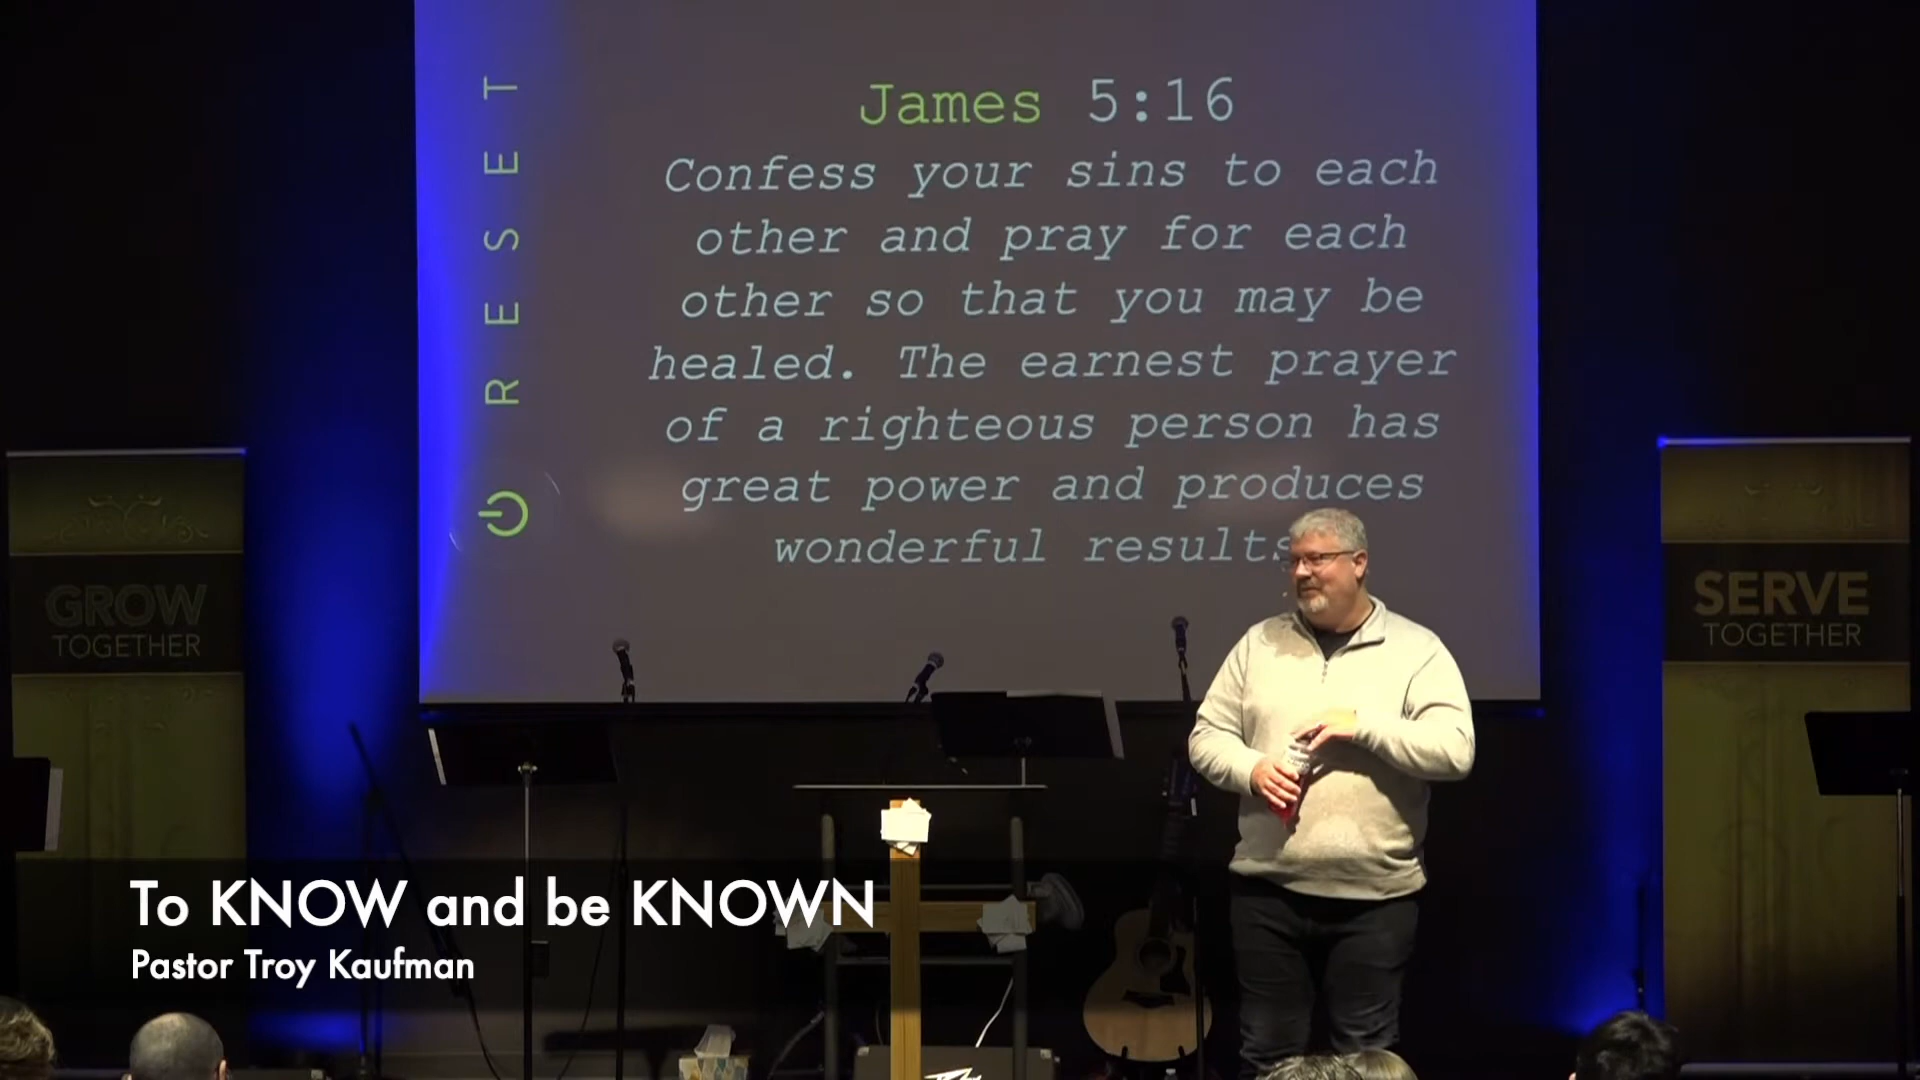 RESET
James 5:16
Confess your sins to each
other and pray for each
other so that you may be
healed. The earnest prayer
of a righteous person has
great power and produces
wonderful results
GROW
TOGETHER
SERVE
TOGETHER
To KNOW and be KNOWN
Pastor Troy Kaufman